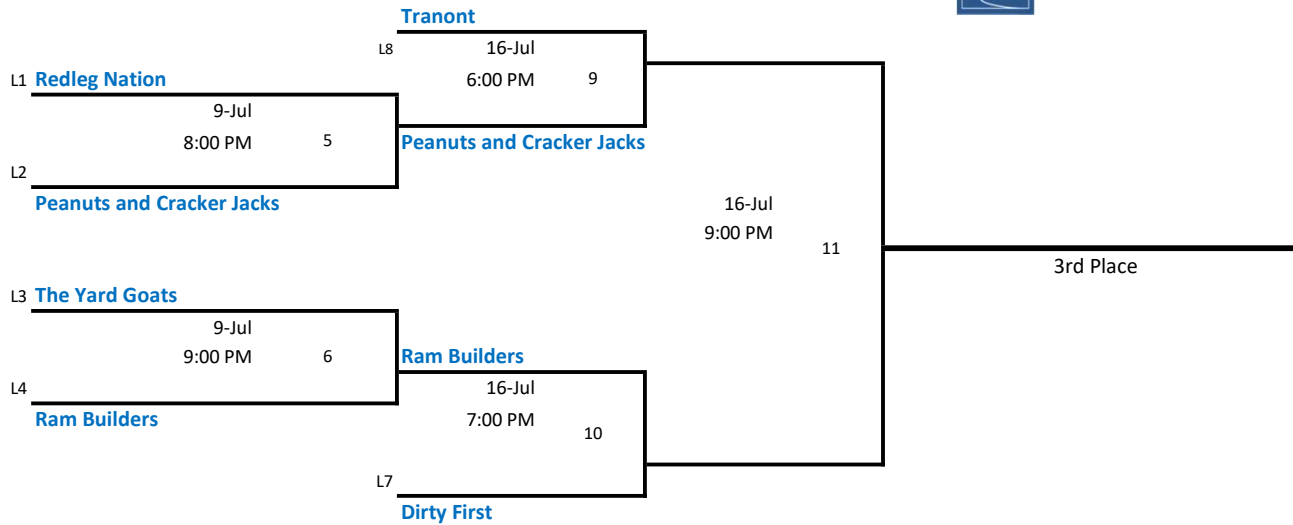 Tranont
L8 16-Jul
L1 Redleg Nation 6:00 PM 9
9-Jul
8:00 PM 5 Peanuts and Cracker Jacks
L2
Peanuts and Cracker Jacks 16-Jul
9:00 PM 11
3rd Place
L3 The Yard Goats
9-Jul
9:00 PM 6 Ram Builders
L4 16-Jul
Ram Builders 7:00 PM 10
L7
Dirty First